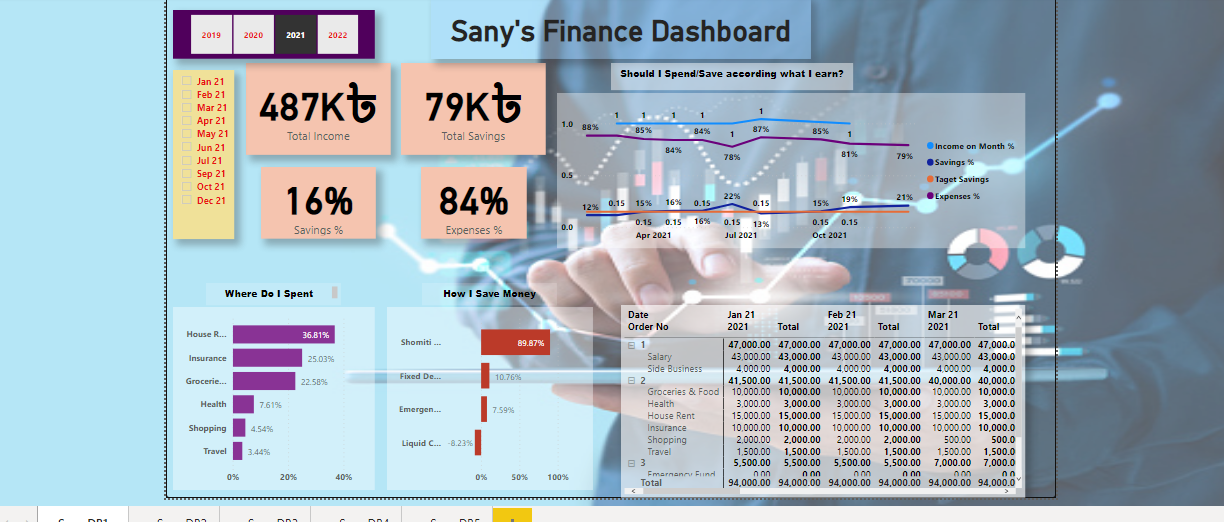 Sany's Finance Dashboard
2019 2020 2021 2022
Jan 21
Feb 21
Mar 21
Apr 21
May 21
Jun 21
Jul 21
Sep 21
Oct 21
Dec 21
487K৳
Total Income
79K৳
Total Savings
16%
Savings %
84%
Expenses %
Should I Spend/Save according what I earn?
1.0
0.5
0.0
1 1 1 1 1 1 1
88% 85% 84% 84% 78% 87% 85% 81% 79%
12% 0.15 15% 16% 0.15 22% 0.15 15% 19% 21%
0.15 0.15 16% 0.15 13% 0.15 0.15
Apr 2021 Jul 2021 Oct 2021
Income on Month %
Savings %
Taget Savings
Expenses %
Where Do I Spent
House R... 36.81%
Insurance 25.03%
Grocerie... 22.58%
Health 7.61%
Shopping 4.54%
Travel 3.44%
0% 20% 40%
How I Save Money
Shomiti ... 89.87%
Fixed De... 10.76%
Emergen... 7.59%
Liquid C... -8.23%
0% 50% 100%
Date Jan 21 Feb 21 Mar 21
Order No 2021 Total 2021 Total 2021 Total
1 47,000.00 47,000.00 47,000.00 47,000.00 47,000.00 47,000.0
Salary 43,000.00 43,000.00 43,000.00 43,000.00 43,000.00 43,000.0
Side Business 4,000.00 4,000.00 4,000.00 4,000.00 4,000.00 4,000.0
2 41,500.00 41,500.00 41,500.00 41,500.00 40,000.00 40,000.0
Groceries & Food 10,000.00 10,000.00 10,000.00 10,000.00 10,000.00 10,000.0
Health 3,000.00 3,000.00 3,000.00 3,000.00 3,000.00 3,000.0
House Rent 15,000.00 15,000.00 15,000.00 15,000.00 15,000.00 15,000.0
Insurance 10,000.00 10,000.00 10,000.00 10,000.00 10,000.00 10,000.0
Shopping 2,000.00 2,000.00 2,000.00 2,000.00 500.00 500.0
Travel 1,500.00 1,500.00 1,500.00 1,500.00 1,500.00 1,500.0
3 5,500.00 5,500.00 5,500.00 5,500.00 7,000.00 7,000.0
Emergency Fund 0.00 0.00 0.00 0.00 0.00 0.0
Total 94,000.00 94,000.00 94,000.00 94,000.00 94,000.00 94,000.0